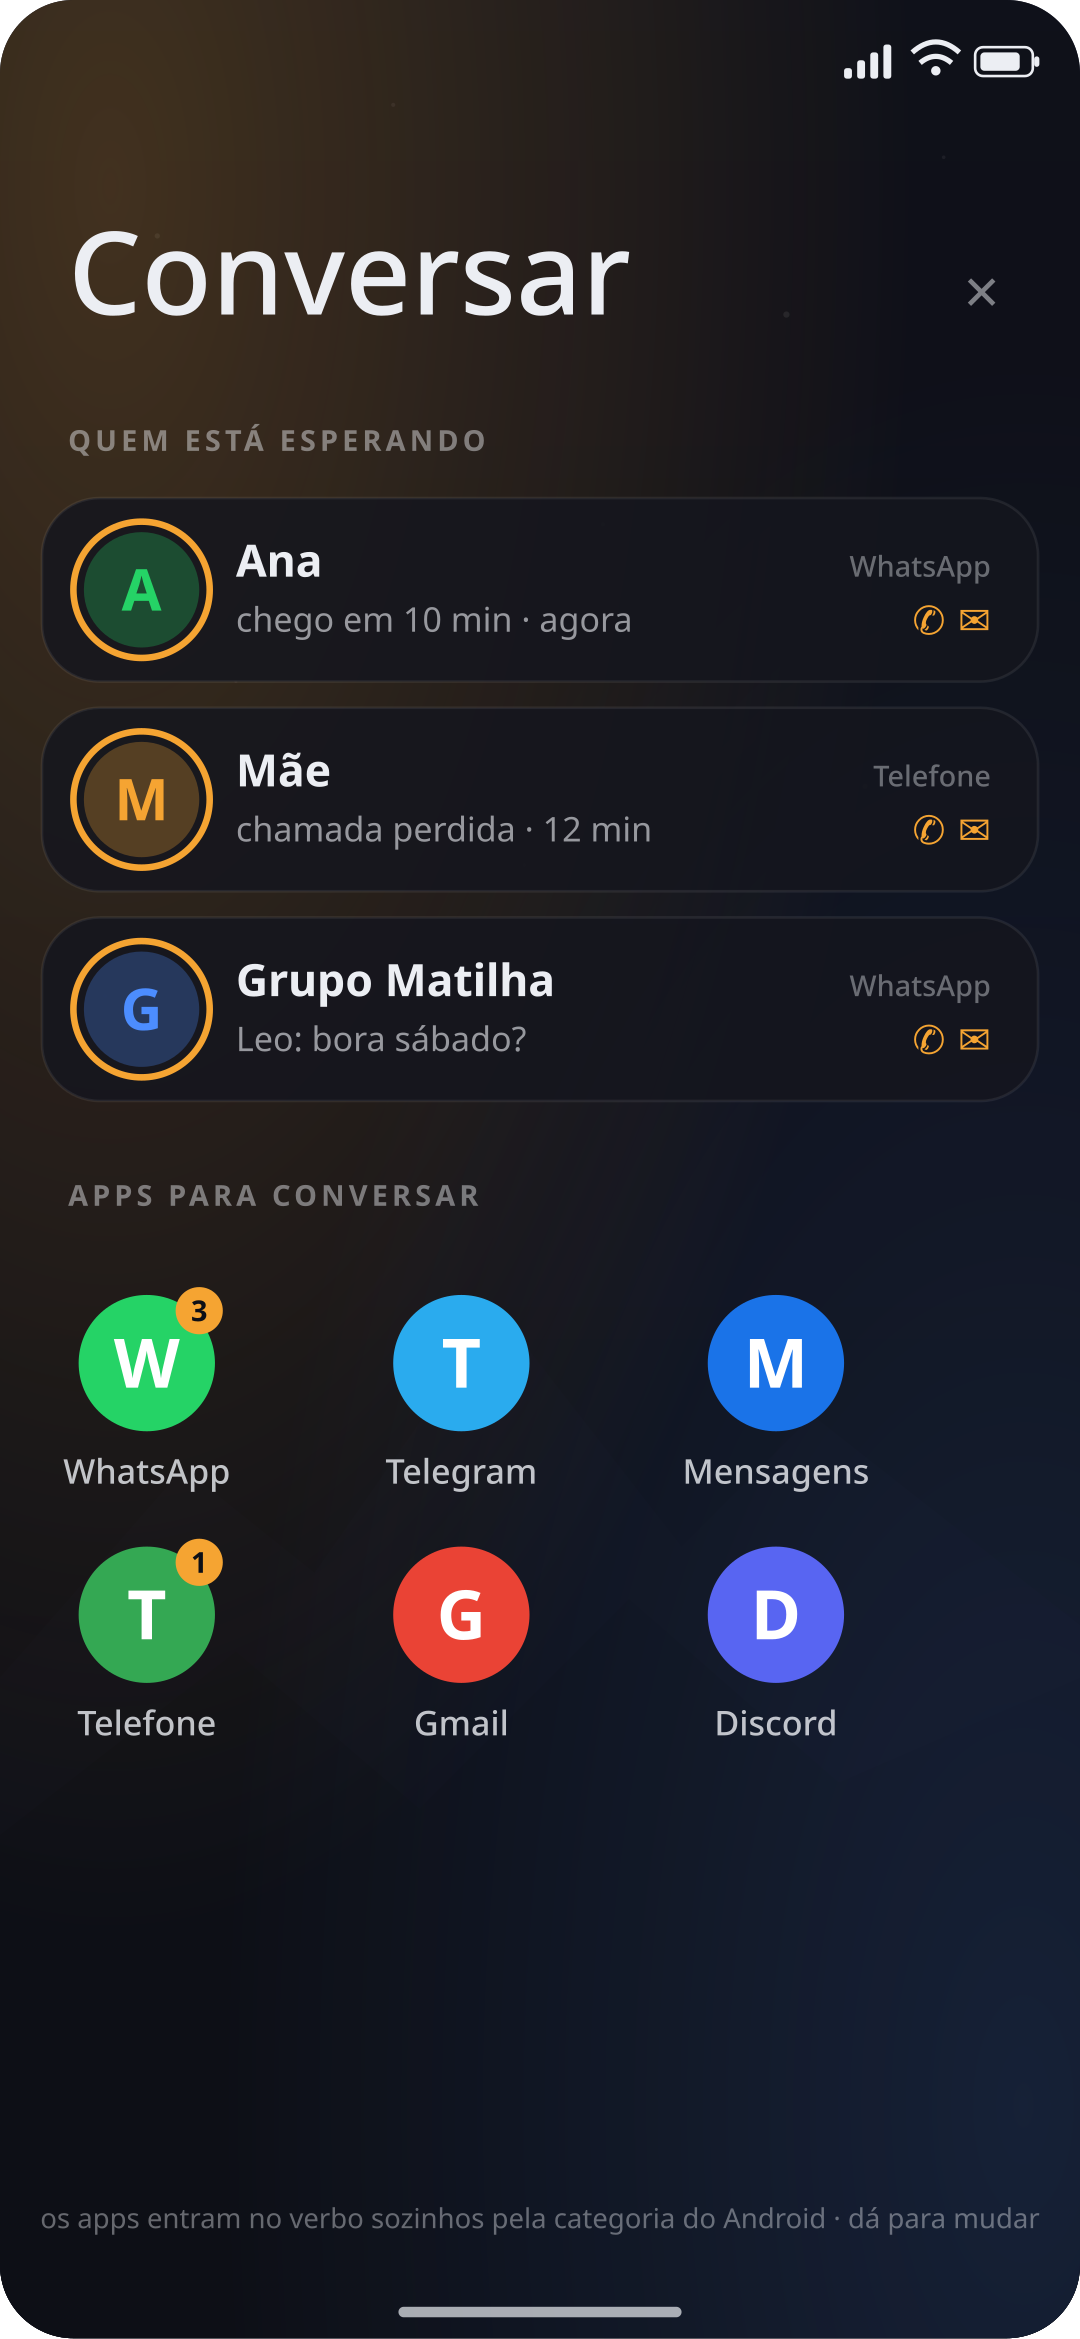 Conversar
✕
QUEM ESTÁ ESPERANDO
A
Ana
WhatsApp
chego em 10 min · agora
✆ ✉
M
Mãe
Telefone
chamada perdida · 12 min
✆ ✉
G
Grupo Matilha
WhatsApp
Leo: bora sábado?
✆ ✉
APPS PARA CONVERSAR
W 3 T M
WhatsApp Telegram Mensagens
T 1 G D
Telefone Gmail Discord
os apps entram no verbo sozinhos pela categoria do Android · dá para mudar